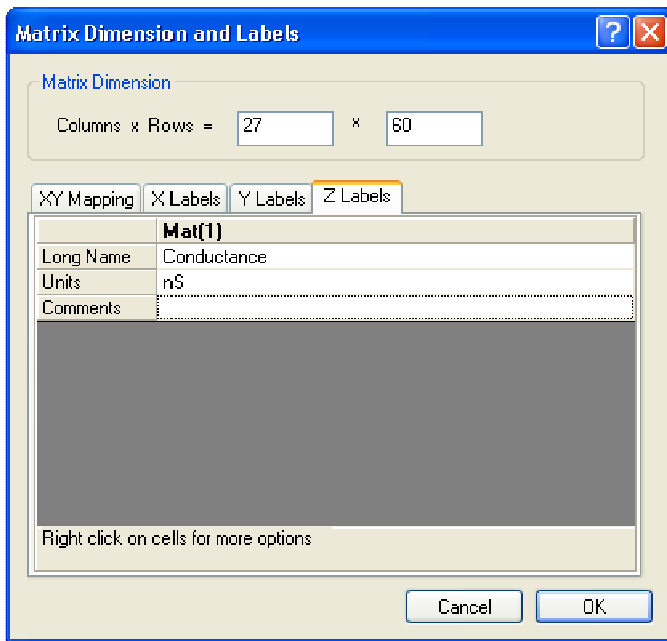 Matrix Dimension and Labels
Matrix Dimension
Columns x Rows = 27 x 60
XY Mapping X Labels Y Labels Z Labels
Mat(1)
Long Name Conductance
Units nS
Comments
Right click on cells for more options
Cancel OK